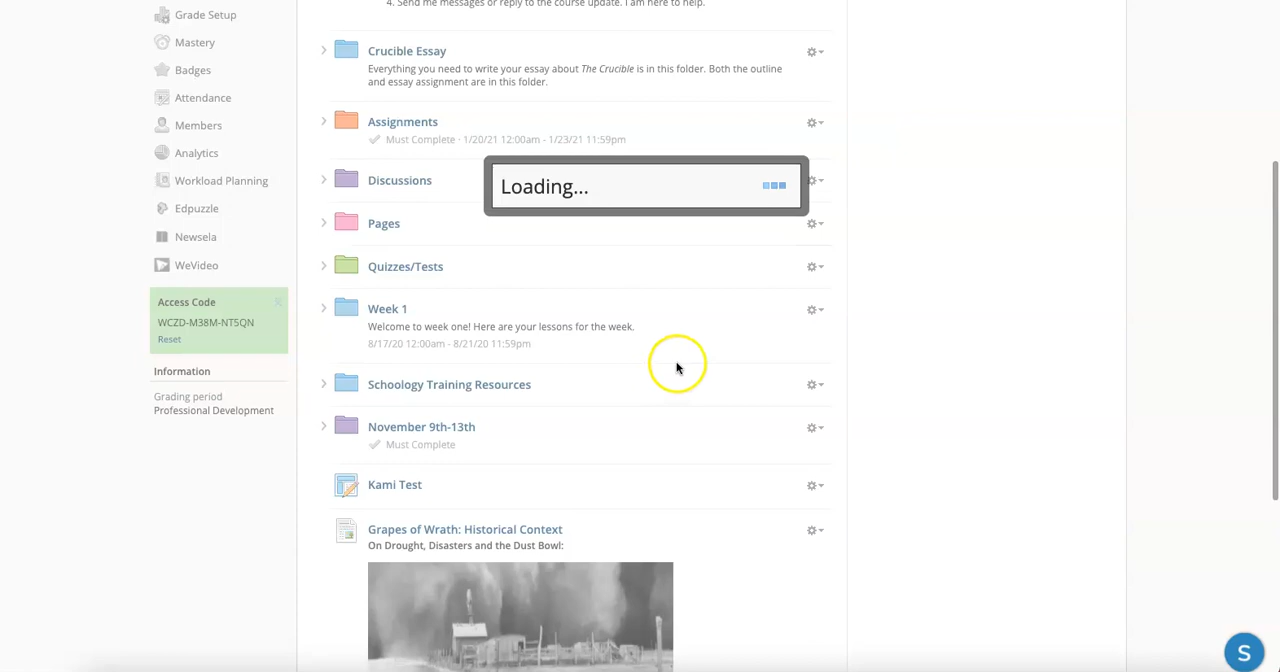 4. Send me messages or reply to the course update. I am here to help.
Grade Setup
Mastery
Badges
Attendance
Members
Analytics
Workload Planning
Edpuzzle
Newsela
WeVideo
Access Code
WCZD-M38M-NT5QN
Reset
Information
Grading period
Professional Development
Crucible Essay
Everything you need to write your essay about The Crucible is in this folder. Both the outline
and essay assignment are in this folder.
Assignments
Must Complete · 1/20/21 12:00am - 1/23/21 11:59pm
Discussions
Loading...
Pages
Quizzes/Tests
Week 1
Welcome to week one! Here are your lessons for the week.
8/17/20 12:00am - 8/21/20 11:59pm
Schoology Training Resources
November 9th-13th
Must Complete
Kami Test
Grapes of Wrath: Historical Context
On Drought, Disasters and the Dust Bowl:
S